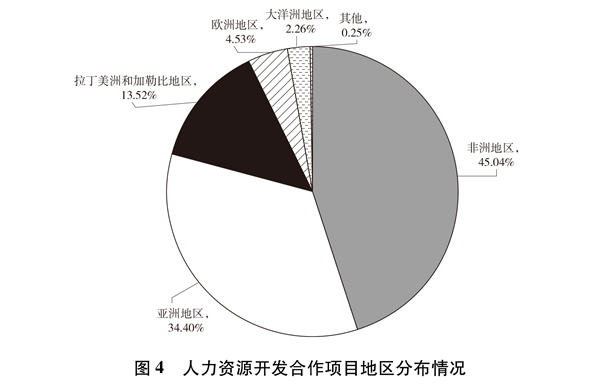 大洋洲地区，
2.26%
其他，
0.25%
欧洲地区，
4.53%
拉丁美洲和加勒比地区，
13.52%
非洲地区，
45.04%
亚洲地区，
34.40%
图4 人力资源开发合作项目地区分布情况